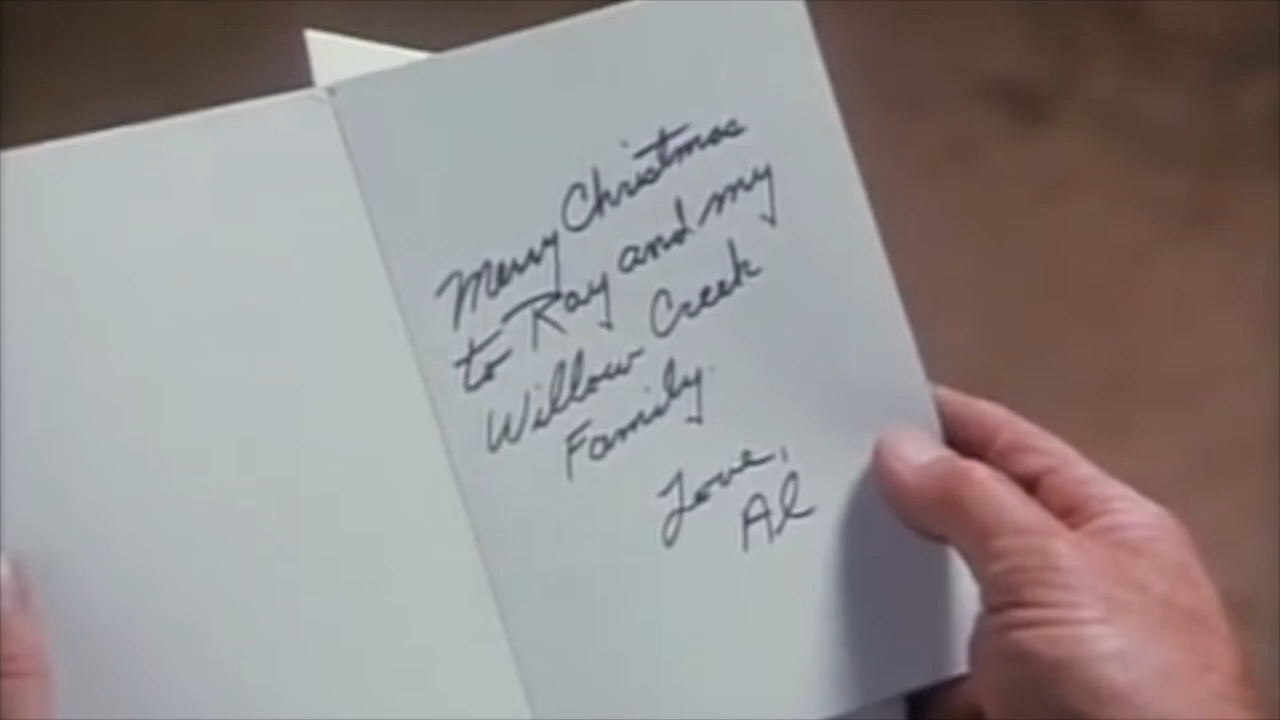 Merry Christmas
to Ray and my
Willow Creek
Family.
Love,
Al